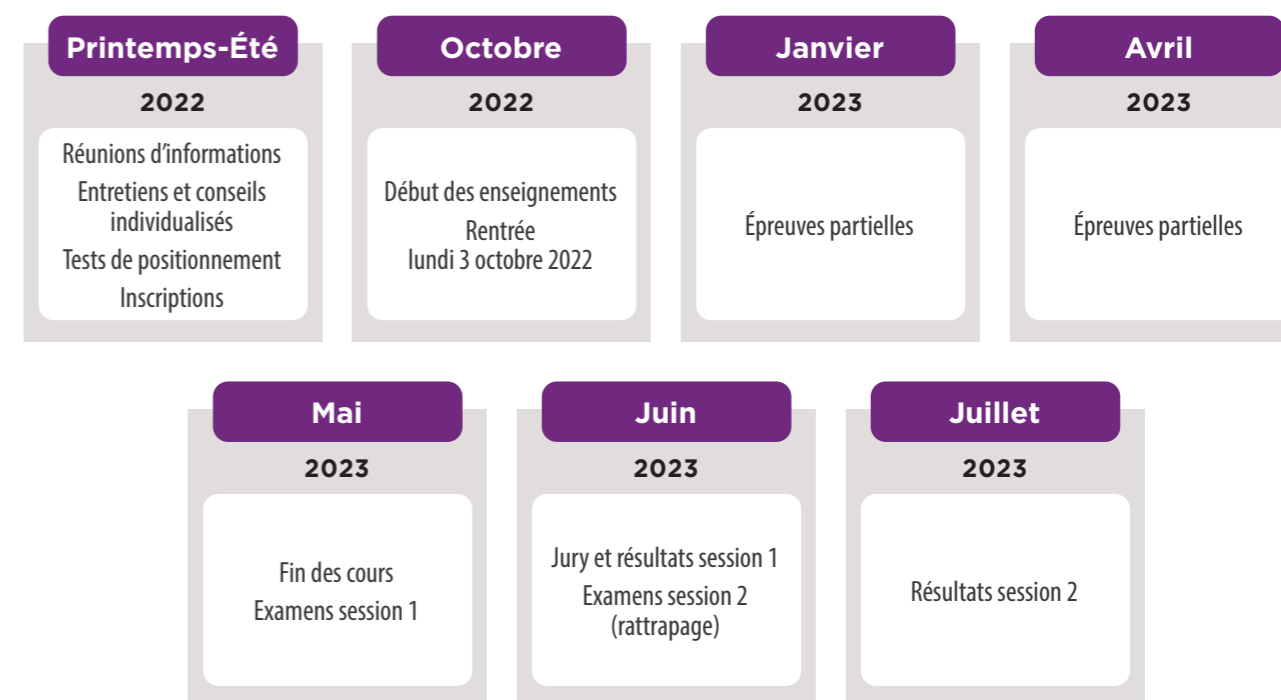 Printemps-Été
2022
Réunions d'informations
Entretiens et conseils
individualisés
Tests de positionnement
Inscriptions
Octobre
2022
Début des enseignements
Rentrée
lundi 3 octobre 2022
Janvier
2023
Épreuves partielles
Avril
2023
Épreuves partielles
Mai
2023
Fin des cours
Examens session 1
Juin
2023
Jury et résultats session 1
Examens session 2
(rattrapage)
Juillet
2023
Résultats session 2